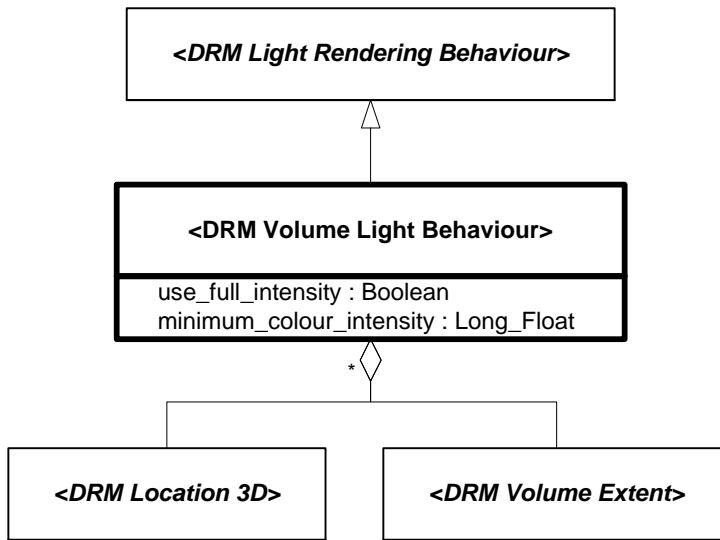 <DRM Light Rendering Behaviour>
<DRM Volume Light Behaviour>
use_full_intensity : Boolean
minimum_colour_intensity : Long_Float
*
<DRM Location 3D>
<DRM Volume Extent>